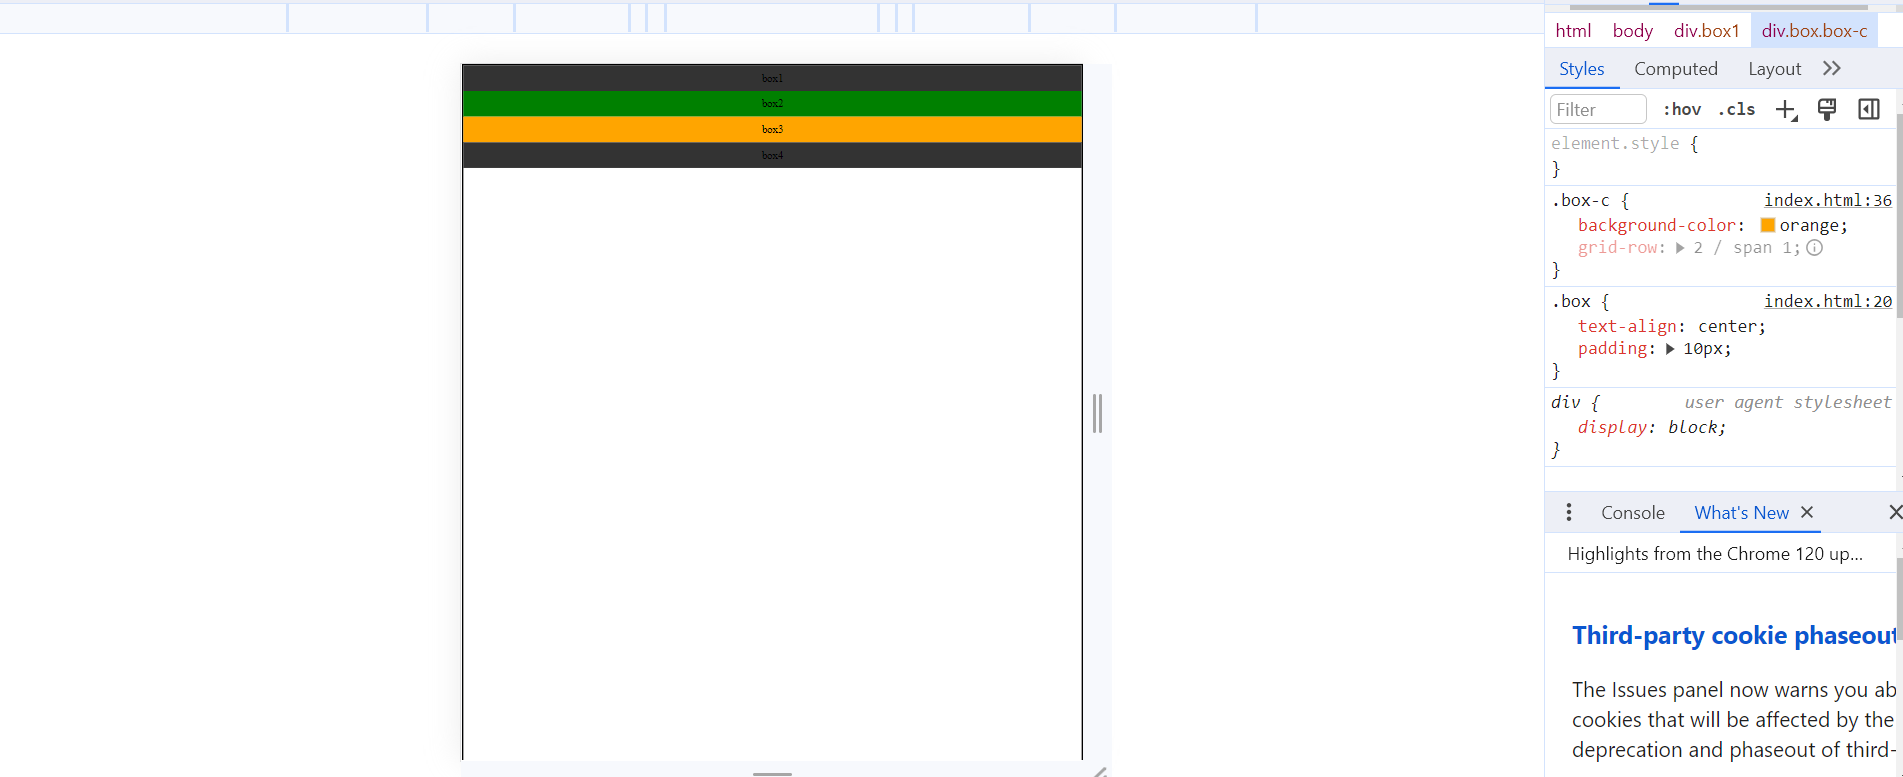 box1
box2
box3
box4
html body div.box1 div.box.box-c
Styles Computed Layout
Filter :hov .cls
element.style {
}
.box-c { index.html:36
background-color: orange;
grid-row: 2 / span 1;
}
.box { index.html:20
text-align: center;
padding: 10px;
}
div { user agent stylesheet
display: block;
}
Console What's New
Highlights from the Chrome 120 up...
Third-party cookie phaseout
The Issues panel now warns you ab
cookies that will be affected by the
deprecation and phaseout of third-